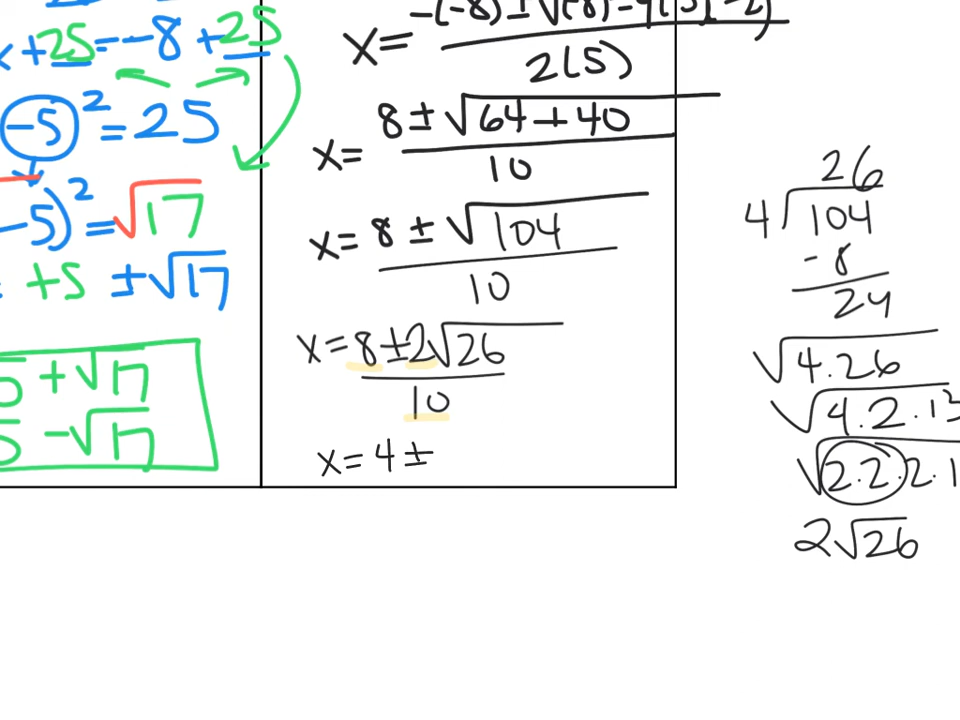 x+25=-8+25
-5)²=25
-5)²=√17
+5 ±√17
5+√17
5-√17
x= -(-8)±√(-8)-4(5)(-2)
2(5)
x= 8±√64+40
10
x= 8±√104
10
x= 8±2√26
10
x=4±
26
4√104
-8
24
√4.26
√4.2.13
√2.2.2.1
2√26